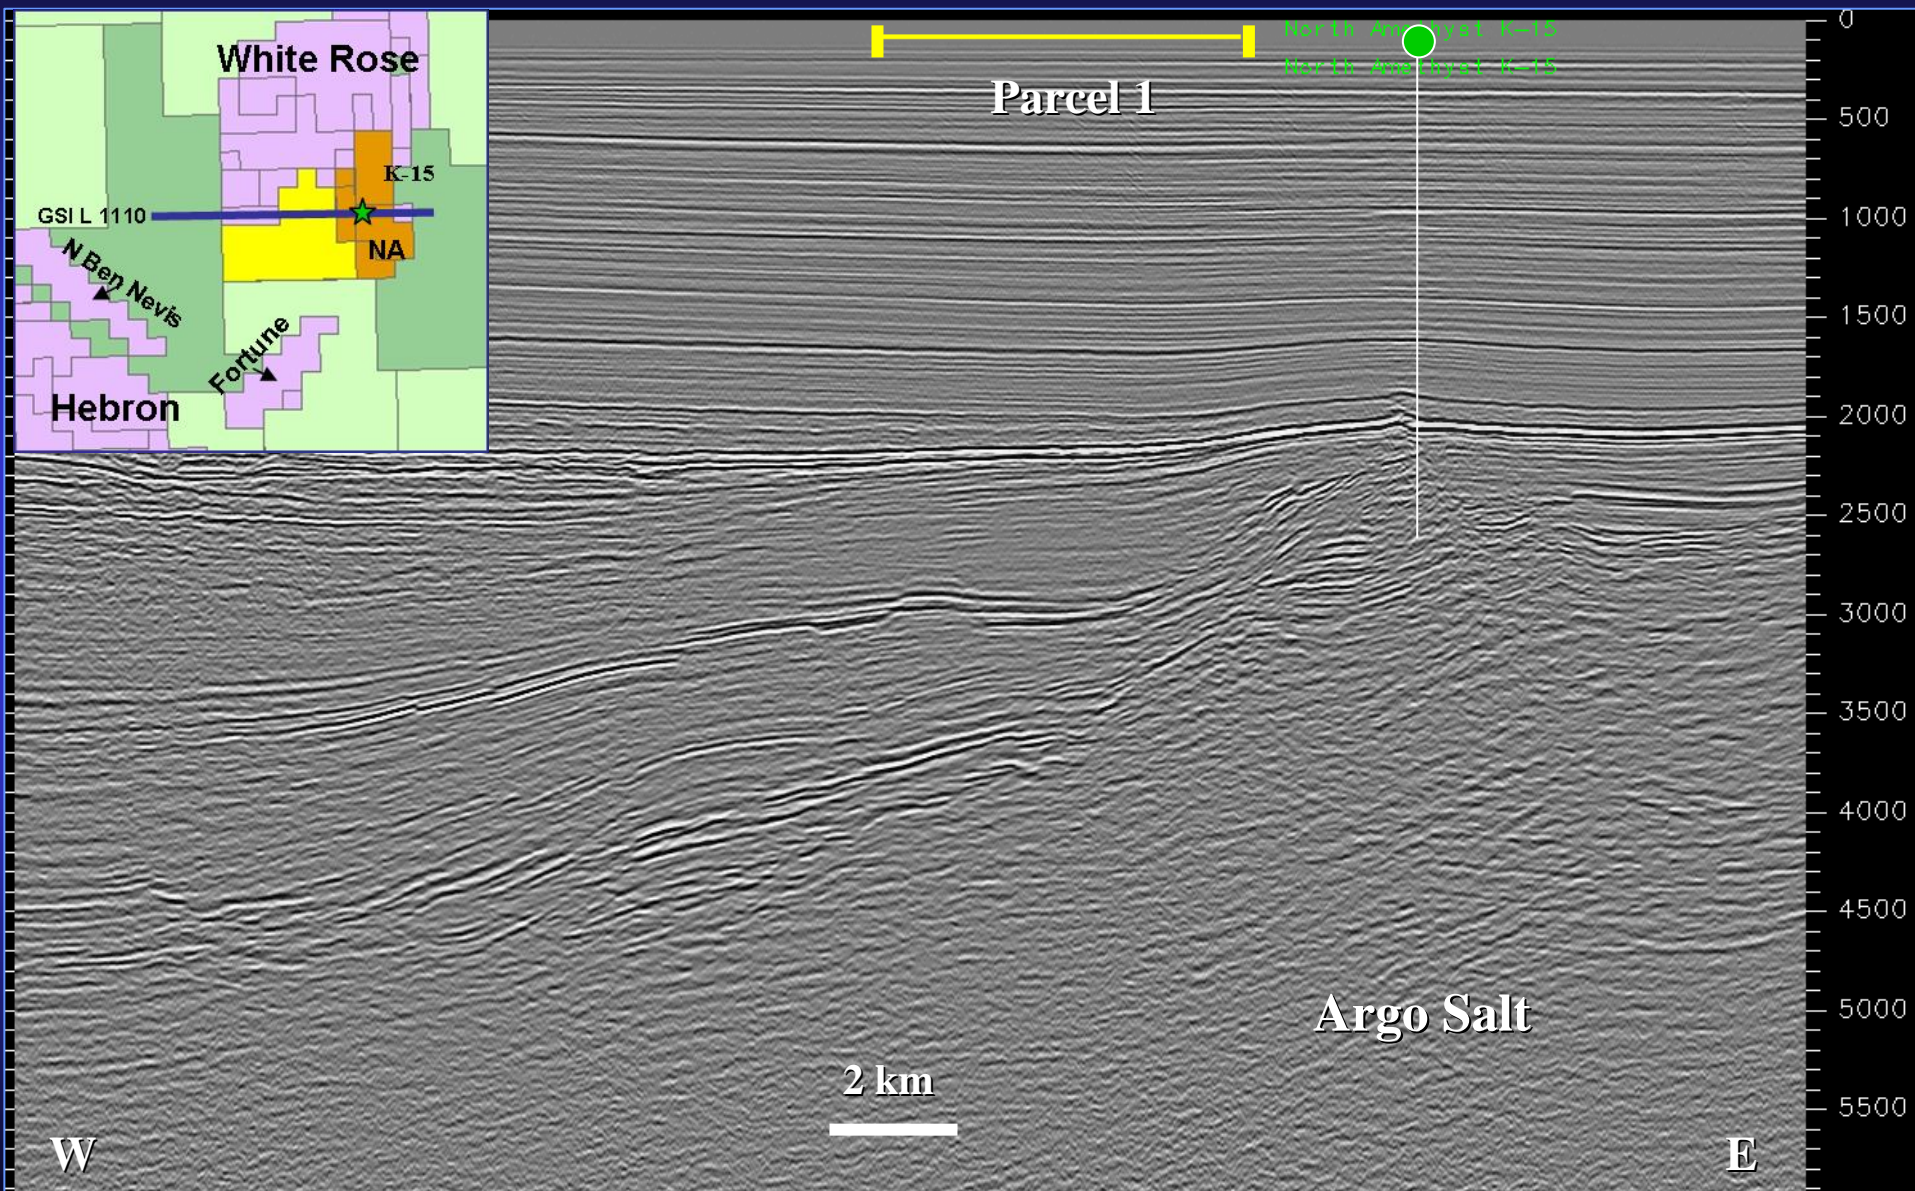 White Rose
K-15
GSI L 1110
NA
N Ben Nevis
Fortune
Hebron
North Amethyst K-15
North Amethyst K-15
Parcel 1
0
500
1000
1500
2000
2500
3000
3500
4000
4500
5000
5500
Argo Salt
2 km
W
E